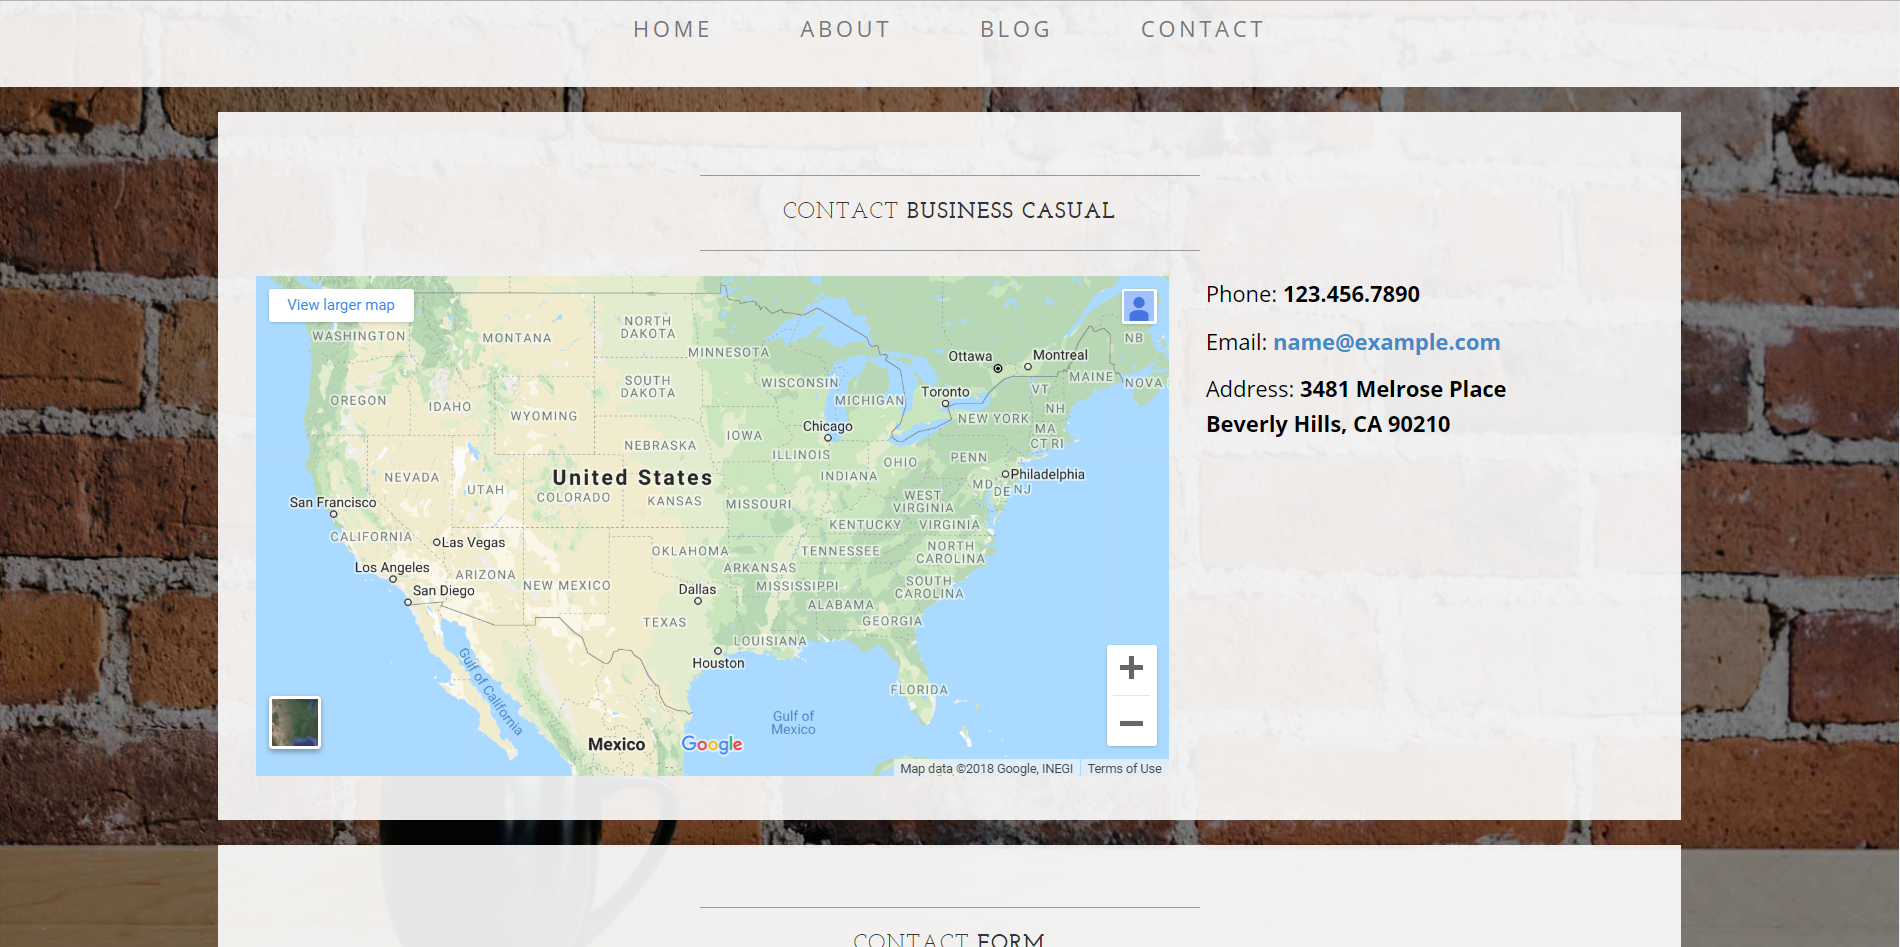 HOME ABOUT BLOG CONTACT
CONTACT BUSINESS CASUAL
View larger map
WASHINGTON
MONTANA
NORTH
DAKOTA
MINNESOTA
OREGON
IDAHO
WYOMING
SOUTH
DAKOTA
WISCONSIN
MICHIGAN
Ottawa
Montreal
NB
MAINE
NOVA
VT
NH
Toronto
NEW YORK
MA
CT RI
Chicago
IOWA
NEBRASKA
ILLINOIS
INDIANA
OHIO
PENN
Philadelphia
MD
DE NJ
NEVADA
UTAH
United States
COLORADO
KANSAS
MISSOURI
WEST
VIRGINIA
KENTUCKY
VIRGINIA
San Francisco
CALIFORNIA
Las Vegas
Los Angeles
San Diego
ARIZONA
NEW MEXICO
OKLAHOMA
ARKANSAS
TENNESSEE
NORTH
CAROLINA
SOUTH
CAROLINA
MISSISSIPPI
ALABAMA
GEORGIA
Dallas
TEXAS
LOUISIANA
Houston
FLORIDA
Gulf of California
Gulf of
Mexico
Mexico
Google
Map data ©2018 Google, INEGI
Terms of Use
Phone: 123.456.7890
Email: name@example.com
Address: 3481 Melrose Place
Beverly Hills, CA 90210
CONTACT FORM